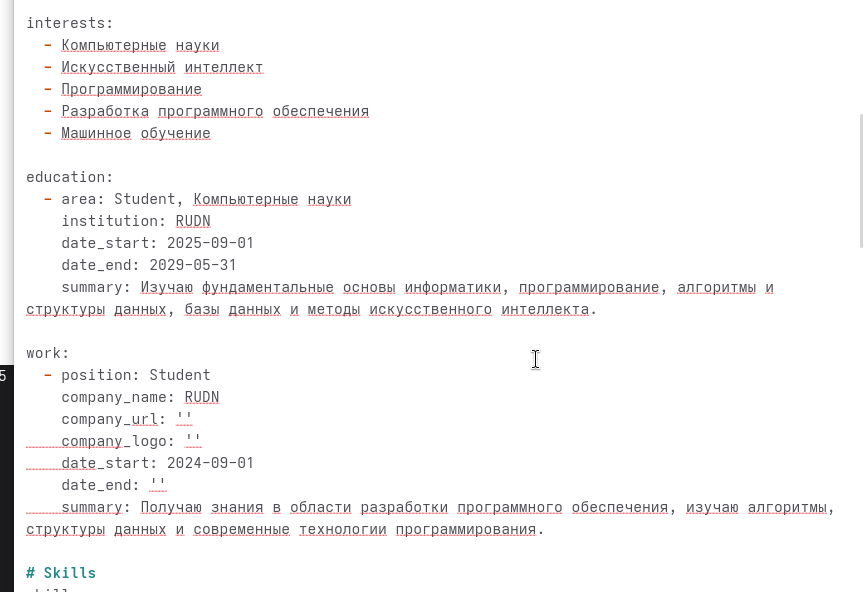 interests:
  - Компьютерные науки
  - Искусственный интеллект
  - Программирование
  - Разработка программного обеспечения
  - Машинное обучение

education:
  - area: Student, Компьютерные науки
    institution: RUDN
    date_start: 2025-09-01
    date_end: 2029-05-31
    summary: Изучаю фундаментальные основы информатики, программирование, алгоритмы и
структуры данных, базы данных и методы искусственного интеллекта.

work:
5
  - position: Student
    company_name: RUDN
    company_url: ''
    company_logo: ''
    date_start: 2024-09-01
    date_end: ''
    summary: Получаю знания в области разработки программного обеспечения, изучаю алгоритмы,
структуры данных и современные технологии программирования.

# Skills